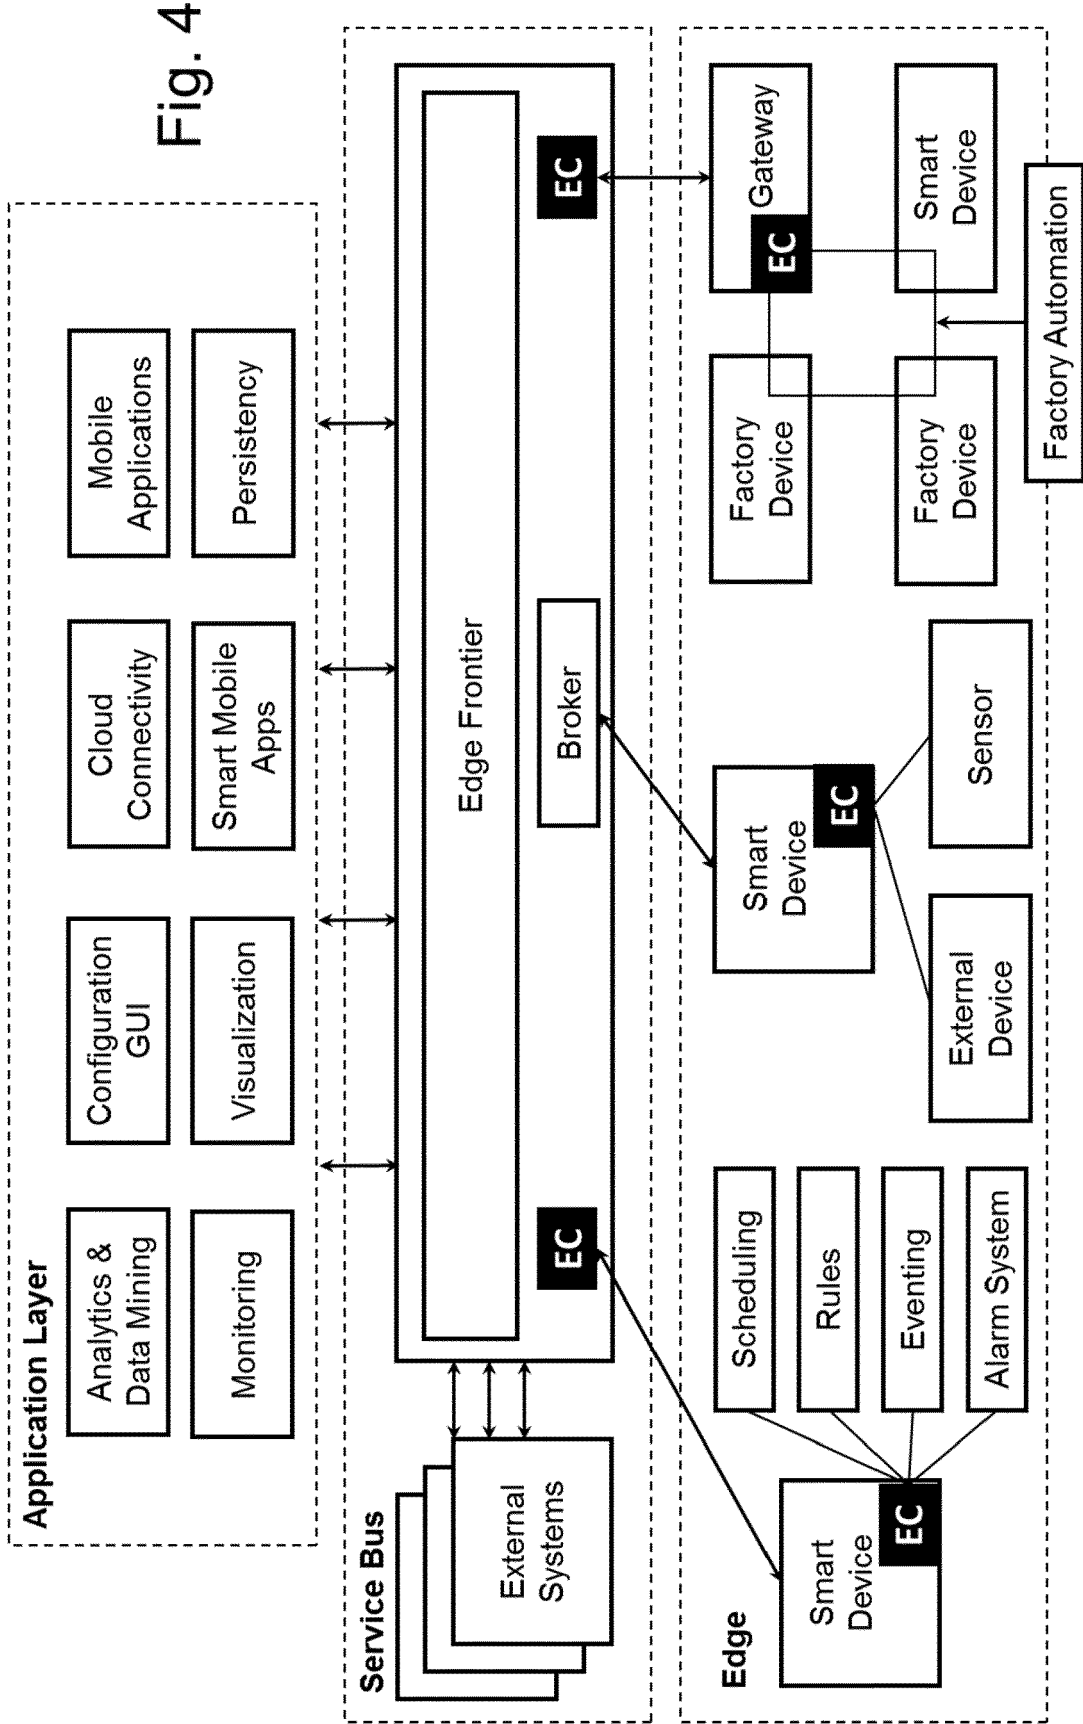 Fig. 4
Application Layer
Analytics &
Data Mining
Configuration
GUI
Cloud
Connectivity
Mobile
Applications
Monitoring
Visualization
Smart Mobile
Apps
Persistency
Service Bus
External
Systems
Edge Frontier
EC
Broker
EC
Edge
Smart
Device
EC
Scheduling
Rules
Eventing
Alarm System
Smart
Device
EC
External
Device
Sensor
Factory
Device
Gateway
EC
Factory
Device
Smart
Device
Factory Automation